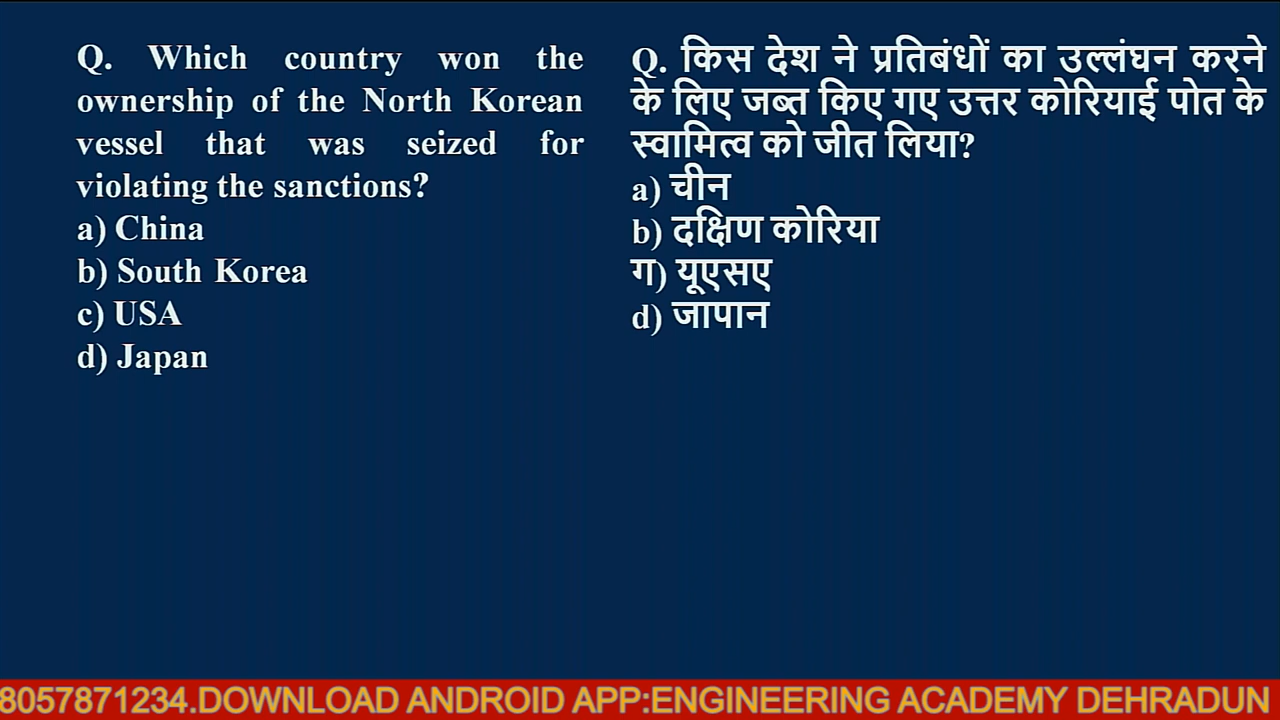 Q. Which country won the
ownership of the North Korean
vessel that was seized for
violating the sanctions?
a) China
b) South Korea
c) USA
d) Japan
Q. किस देश ने प्रतिबंधों का उल्लंघन करने
के लिए जब्त किए गए उत्तर कोरियाई पोत के
स्वामित्व को जीत लिया?
a) चीन
b) दक्षिण कोरिया
ग) यूएसए
d) जापान
8057871234.DOWNLOAD ANDROID APP:ENGINEERING ACADEMY DEHRADUN